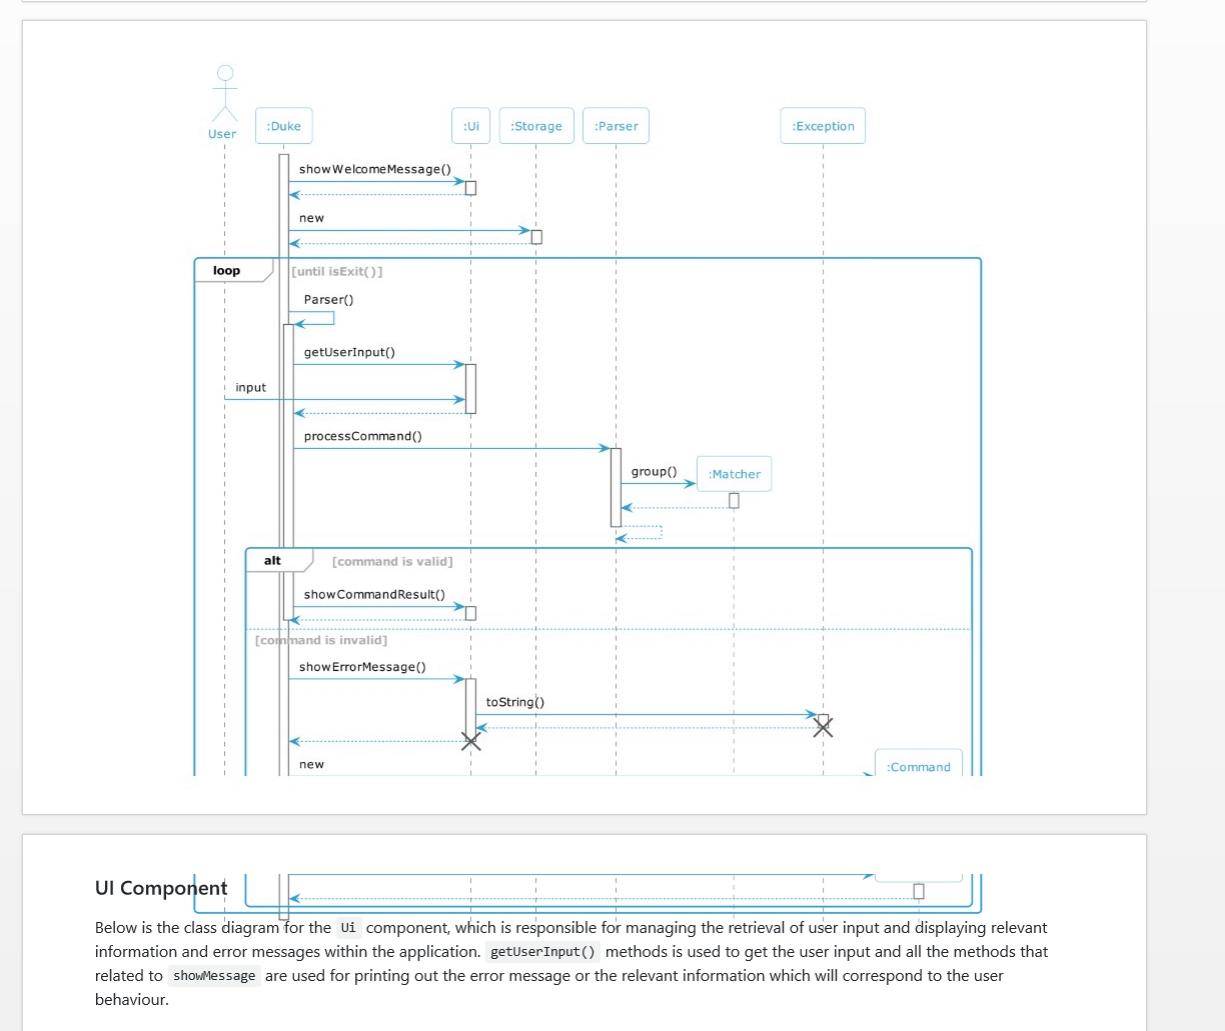 User
:Duke
:Ui
:Storage
:Parser
:Exception
showWelcomeMessage()
new
loop
[until isExit()]
Parser()
getUserInput()
input
processCommand()
group()
:Matcher
alt
[command is valid]
showCommandResult()
[command is invalid]
showErrorMessage()
toString()
new
:Command
UI Component
Below is the class diagram for the Ui component, which is responsible for managing the retrieval of user input and displaying relevant
information and error messages within the application. getUserInput() methods is used to get the user input and all the methods that
related to showMessage are used for printing out the error message or the relevant information which will correspond to the user
behaviour.